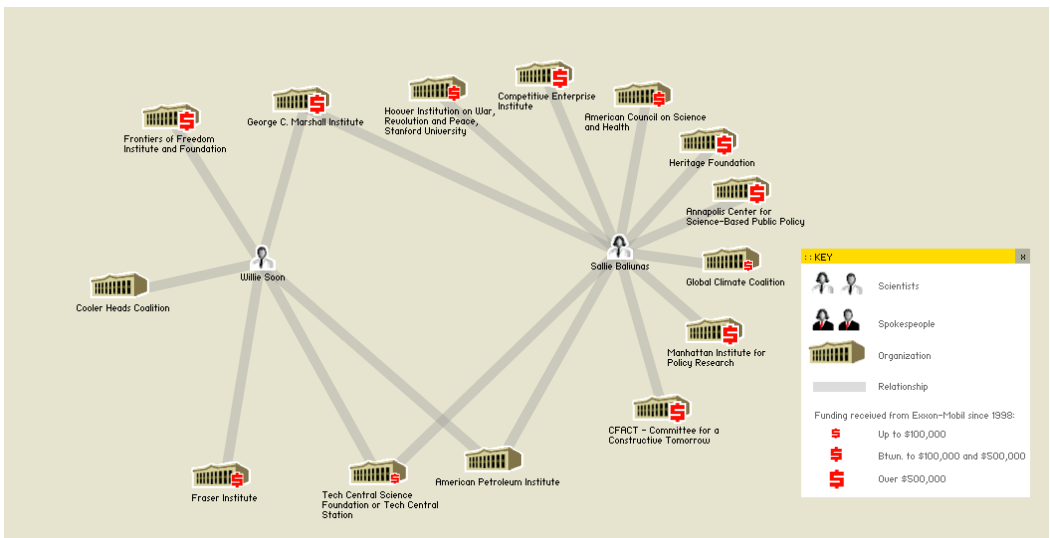 Competitive Enterprise
Institute
Hoover Institution on War,
Revolution and Peace,
Stanford University
American Council on Science
and Health
George C. Marshall Institute
Frontiers of Freedom
Institute and Foundation
Heritage Foundation
Annapolis Center for
Science-Based Public Policy
Willie Soon
Sallie Baliunas
Global Climate Coalition
Cooler Heads Coalition
Manhattan Institute for
Policy Research
CFACT - Committee for a
Constructive Tomorrow
Fraser Institute
Tech Central Science
Foundation or Tech Central
Station
American Petroleum Institute
:: KEY
x
Scientists
Spokespeople
Organization
Relationship
Funding received from Exxon-Mobil since 1998:
$ Up to $100,000
$ Btwn. to $100,000 and $500,000
$ Over $500,000